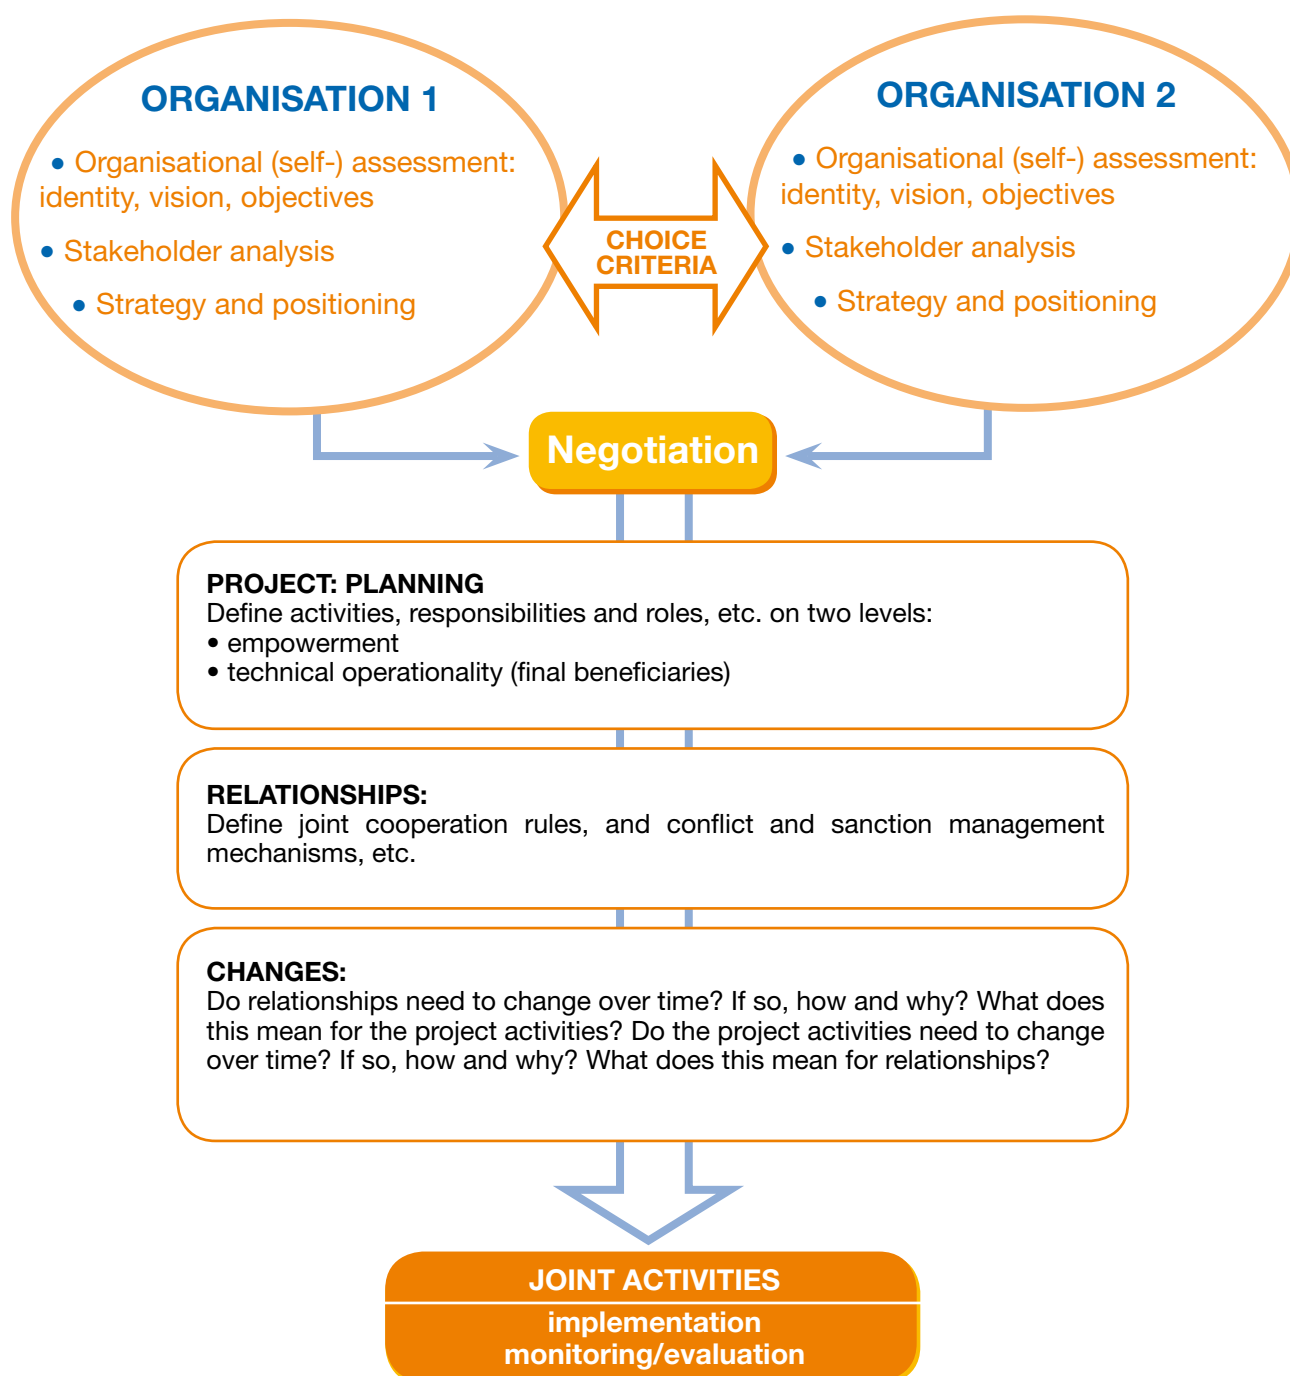 ORGANISATION 1
• Organisational (self-) assessment:
identity, vision, objectives
• Stakeholder analysis
• Strategy and positioning
CHOICE
CRITERIA
ORGANISATION 2
• Organisational (self-) assessment:
identity, vision, objectives
• Stakeholder analysis
• Strategy and positioning
Negotiation
PROJECT: PLANNING
Define activities, responsibilities and roles, etc. on two levels:
• empowerment
• technical operationality (final beneficiaries)
RELATIONSHIPS:
Define joint cooperation rules, and conflict and sanction management
mechanisms, etc.
CHANGES:
Do relationships need to change over time? If so, how and why? What does
this mean for the project activities? Do the project activities need to change
over time? If so, how and why? What does this mean for relationships?
JOINT ACTIVITIES
implementation
monitoring/evaluation